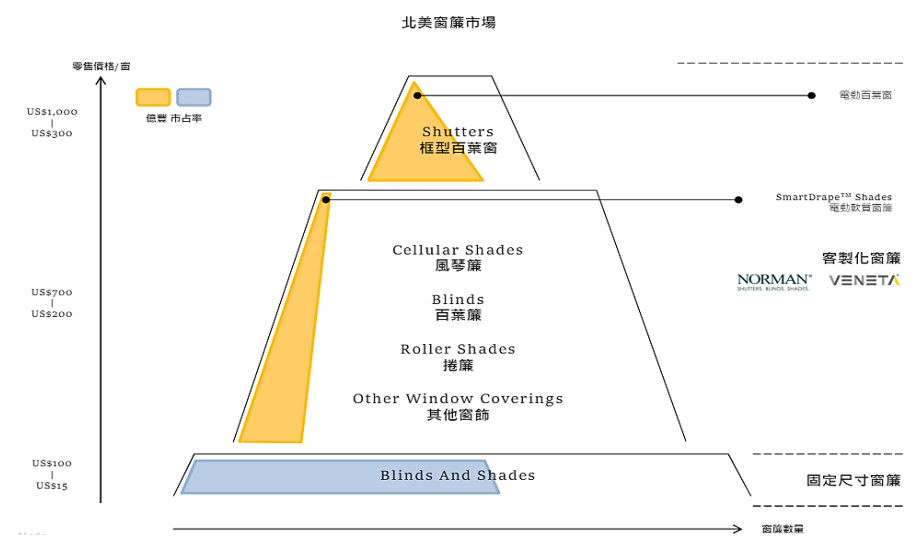 北美窗簾市場
零售價格/窗
US$1,000
|
US$300
億豐 市占率
Shutters
框型百葉窗
電動百葉窗
SmartDrape™ Shades
電動軟質窗簾
Cellular Shades
風琴簾
客製化窗簾
NORMAN®
SHUTTERS. BLINDS. SHADES.
VENETA
US$700
|
US$200
Blinds
百葉簾
Roller Shades
捲簾
Other Window Coverings
其他窗飾
US$100
|
US$15
Blinds And Shades
固定尺寸窗簾
窗簾數量